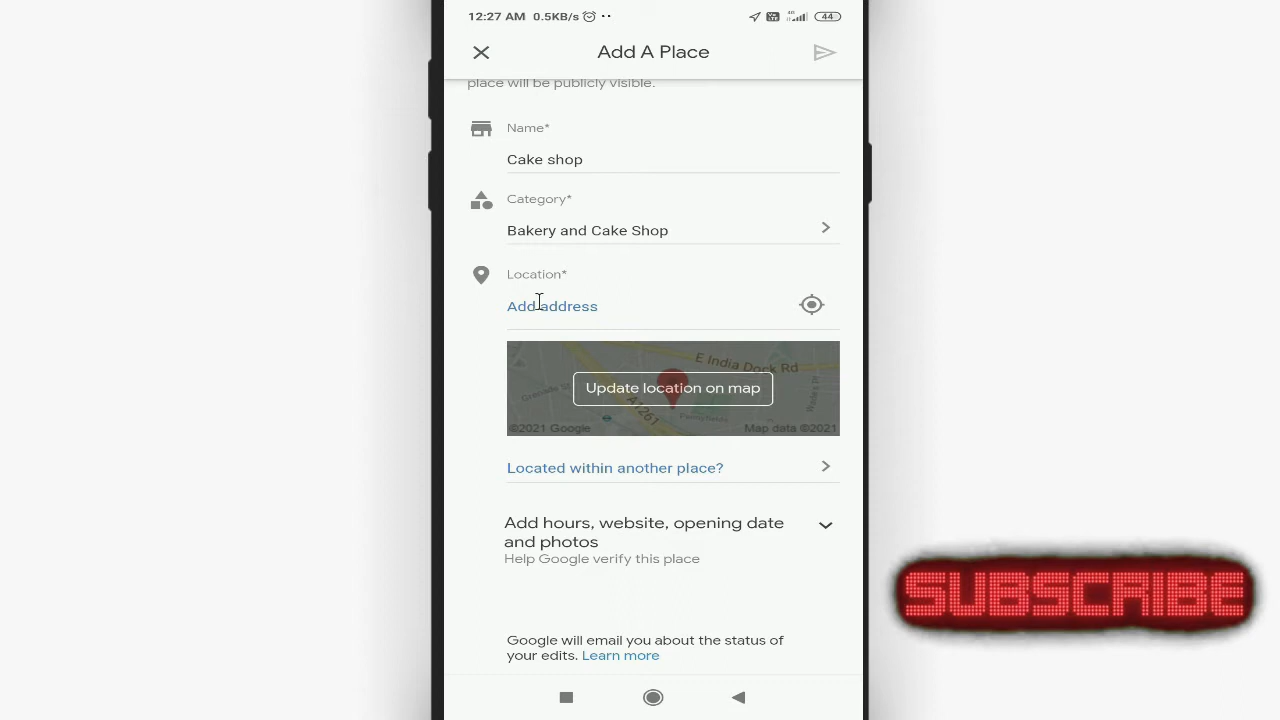 12:27 AM 0.5KB/s
44
Add A Place
place will be publicly visible.
Name*
Cake shop
Category*
Bakery and Cake Shop
Location*
Add address
E India Dock Rd
Update location on map
A1261
©2021 Google
Map data ©2021
Located within another place?
Add hours, website, opening date
and photos
Help Google verify this place
SUBSCRIBE
Google will email you about the status of
your edits. Learn more